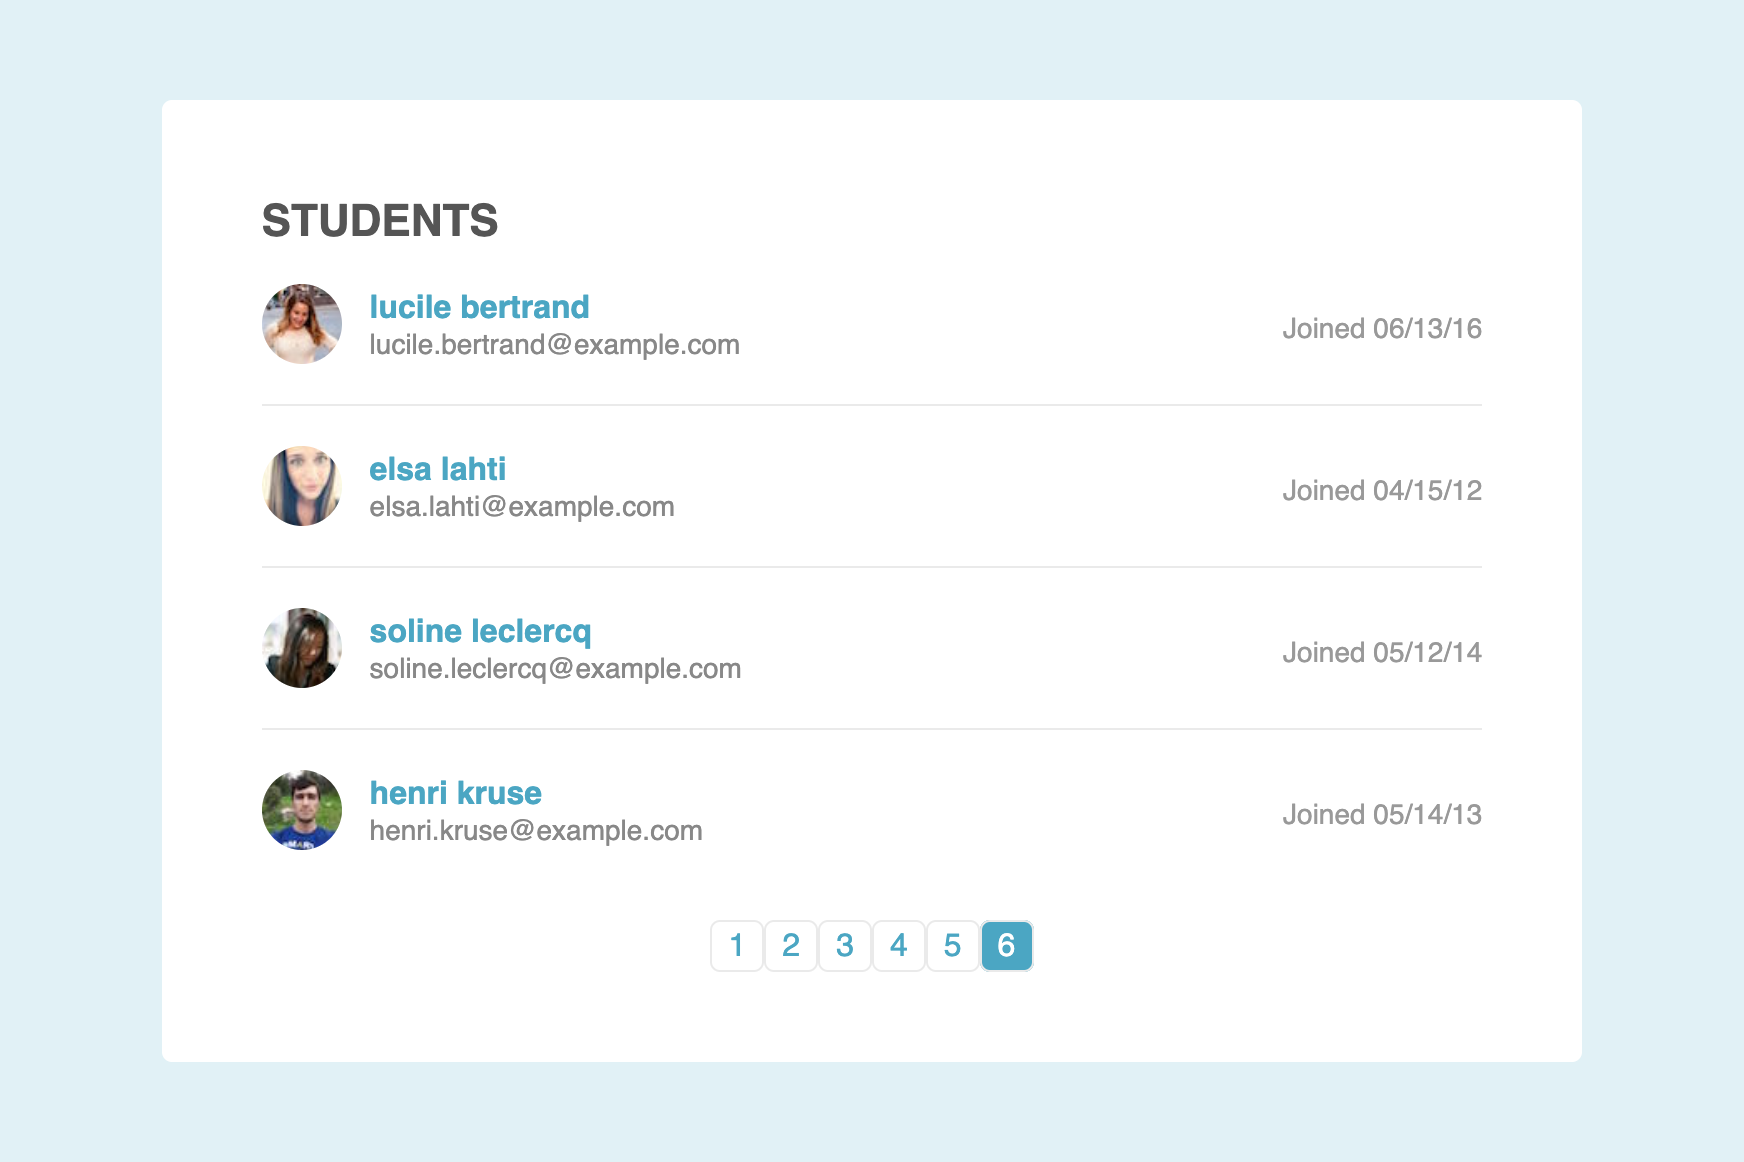 STUDENTS
lucile bertrand
lucile.bertrand@example.com
Joined 06/13/16
elsa lahti
elsa.lahti@example.com
Joined 04/15/12
soline leclercq
soline.leclercq@example.com
Joined 05/12/14
henri kruse
henri.kruse@example.com
Joined 05/14/13
1 2 3 4 5 6